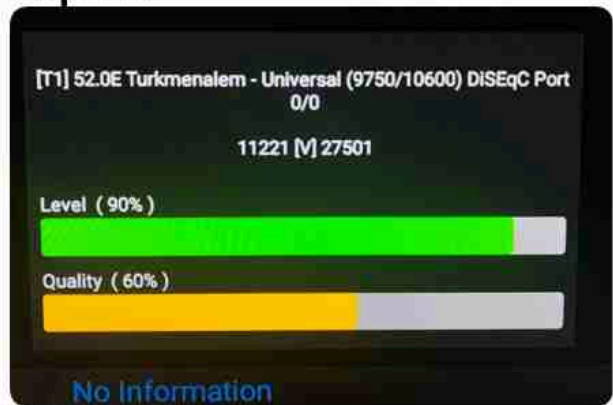 [T1] 52.0E Turkmenalem - Universal (9750/10600) DiSEqC Port
0/0
11221 [V] 27501
Level ( 90% )
Quality ( 60% )
No Information